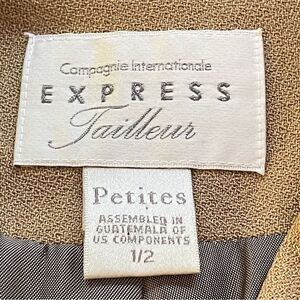 Compagnie Internationale
EXPRESS
Tailleur
Petites
ASSEMBLED IN
GUATEMALA OF
US COMPONENTS
1/2